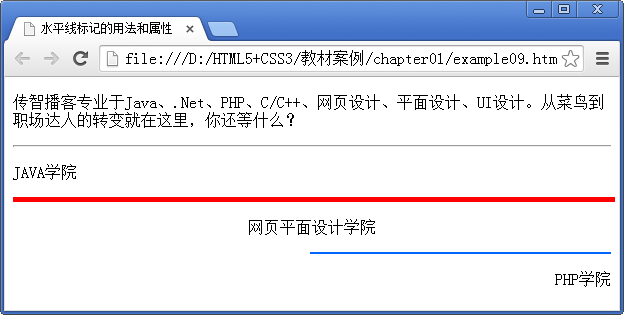 水平线标记的用法和属性
file:///D:/HTML5+CSS3/教材案例/chapter01/example09.htm
传智播客专业于Java、.Net、PHP、C/C++、网页设计、平面设计、UI设计。从菜鸟到
职场达人的转变就在这里，你还等什么？
JAVA学院
网页平面设计学院
PHP学院